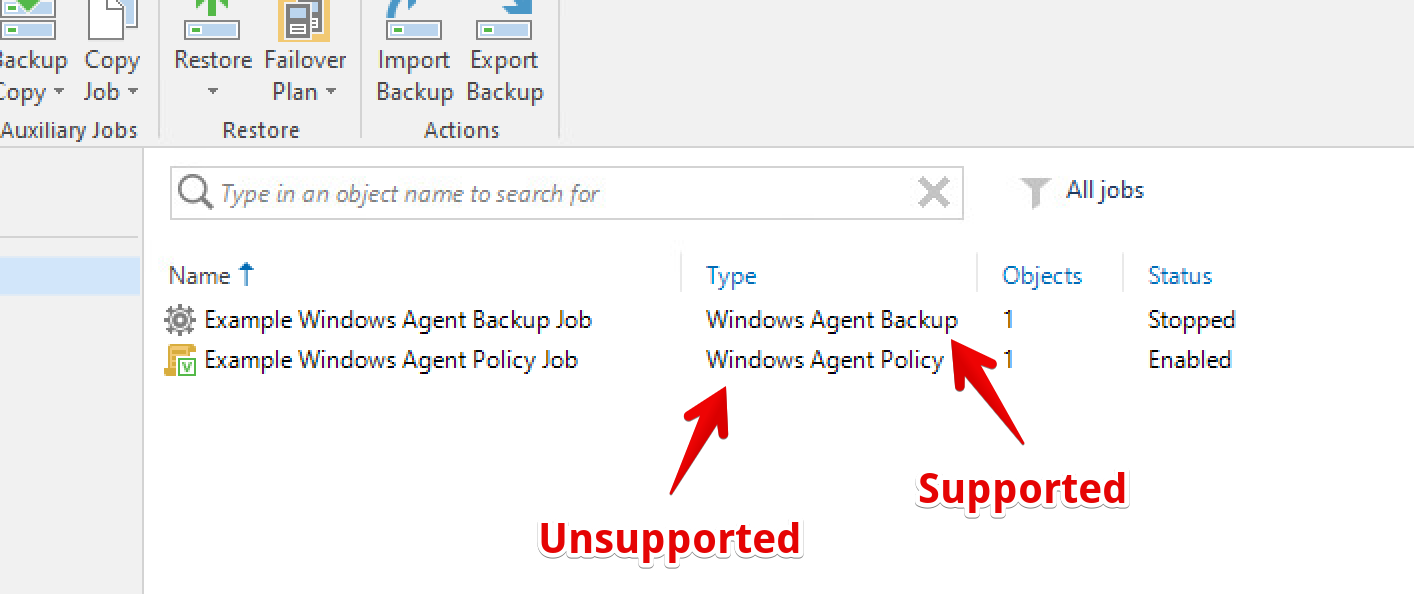 Backup Copy
Copy Job
Restore
Failover Plan
Import Backup
Export Backup
Auxiliary Jobs
Restore
Actions
Type in an object name to search for
All jobs
Name Type Objects Status
Example Windows Agent Backup Job Windows Agent Backup 1 Stopped
Example Windows Agent Policy Job Windows Agent Policy 1 Enabled
Supported
Unsupported